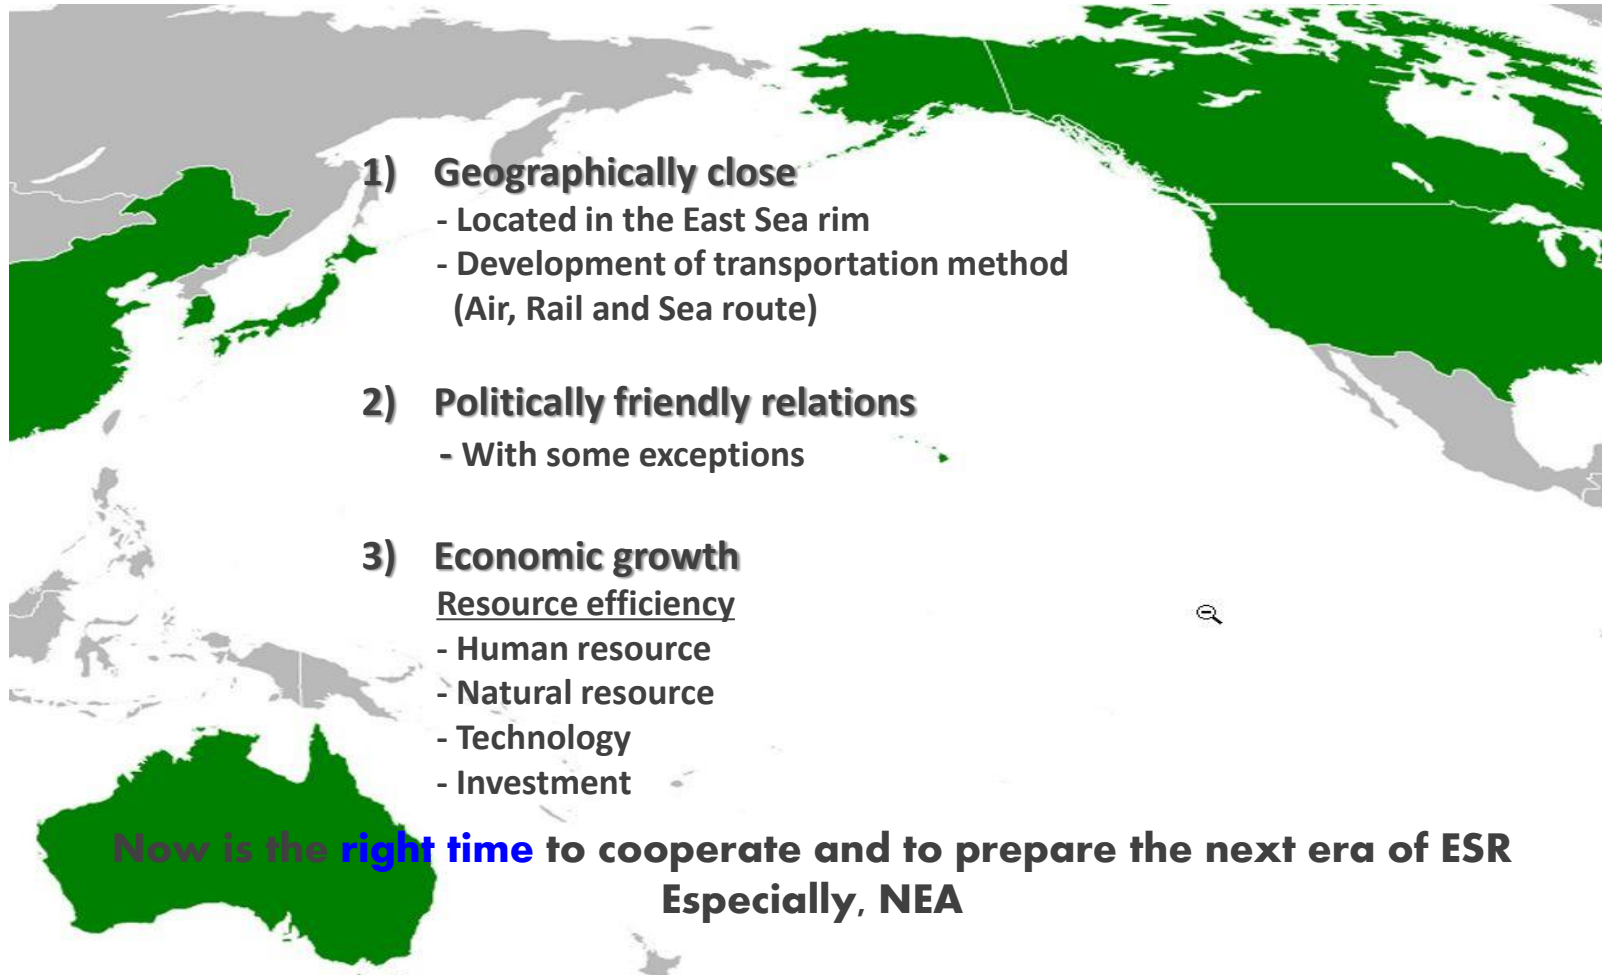 1) Geographically close
- Located in the East Sea rim
- Development of transportation method
(Air, Rail and Sea route)
2) Politically friendly relations
- With some exceptions
3) Economic growth
Resource efficiency
- Human resource
- Natural resource
- Technology
- Investment
Now is the right time to cooperate and to prepare the next era of ESR
Especially, NEA